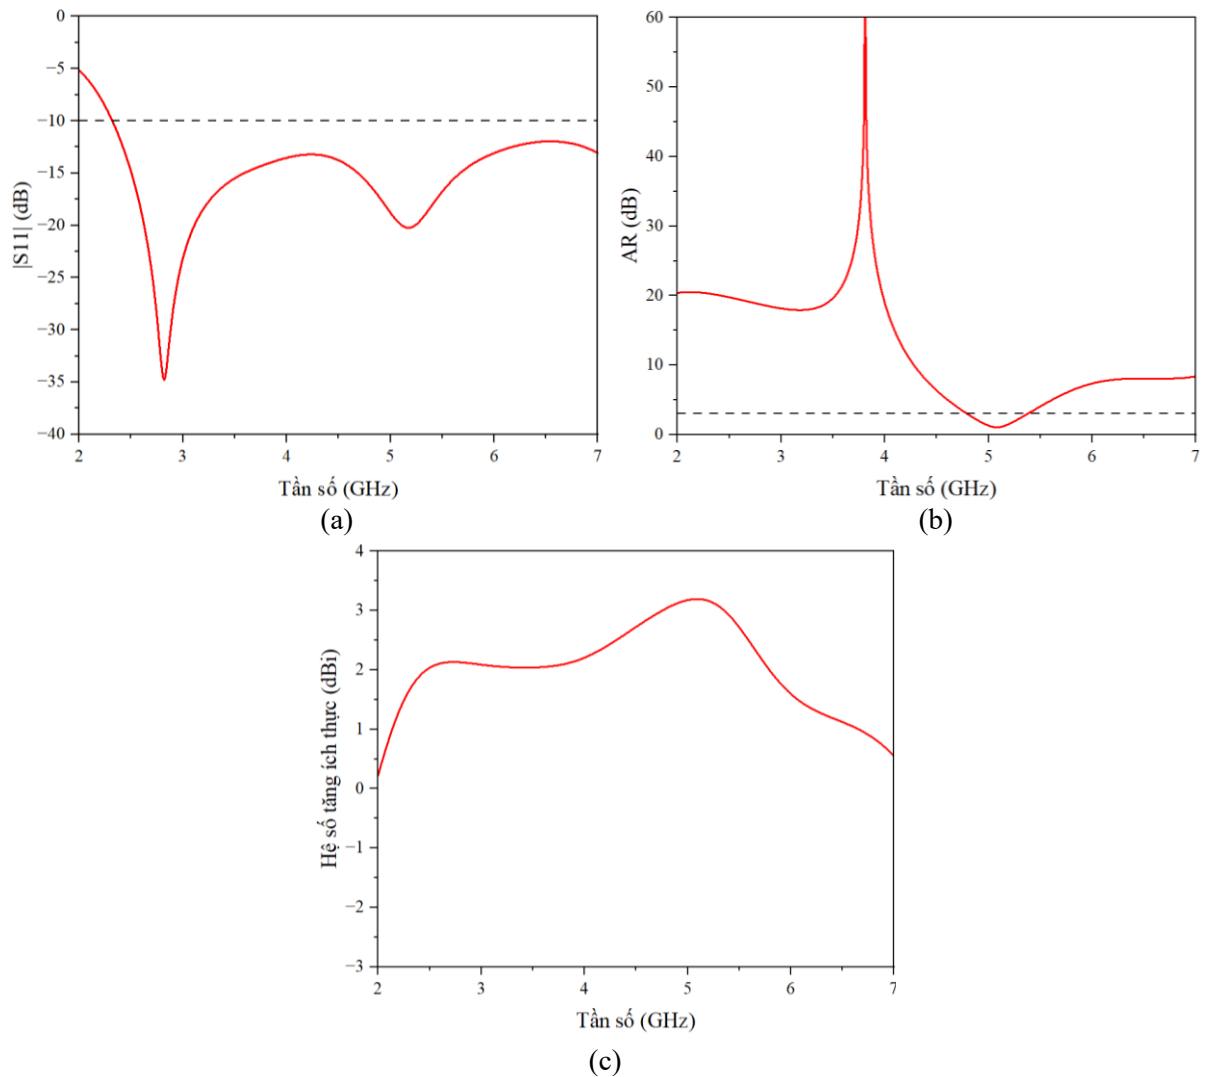 0
−5
−10
−15
−20
−25
−30
−35
−40
|S11| (dB)
2 3 4 5 6 7
Tần số (GHz)
(a)
60
50
40
30
20
10
0
AR (dB)
2 3 4 5 6 7
Tần số (GHz)
(b)
4
3
2
1
0
−1
−2
−3
Hệ số tăng ích thực (dBi)
2 3 4 5 6 7
Tần số (GHz)
(c)